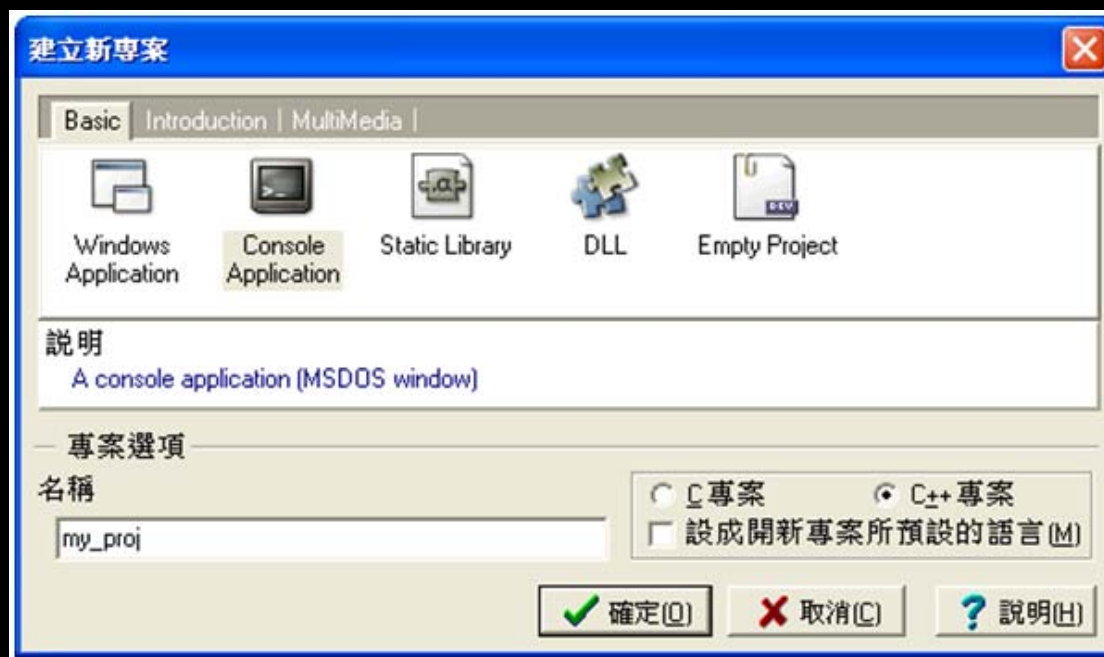 建立新專案
Basic Introduction | MultiMedia |
Windows Application
Console Application
Static Library
DLL
Empty Project
說明
A console application (MSDOS window)
專案選項
名稱
my_proj
C專案
C++專案
設成開新專案所預設的語言(M)
確定(O)
取消(C)
說明(H)